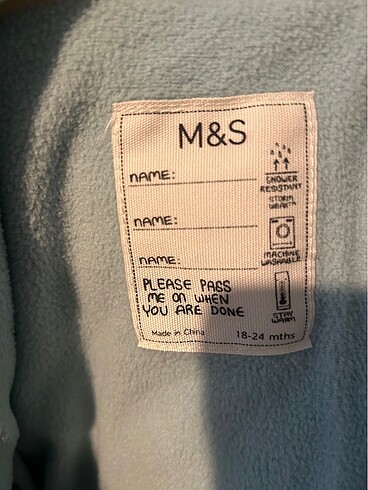 M&S
NAME:
NAME:
NAME:
PLEASE PASS
ME ON WHEN
YOU ARE DONE
Made in China
18-24 mths
SHOWER
RESISTANT
STORM
WEAR™
MACHINE
WASHABLE
STAY
WARM